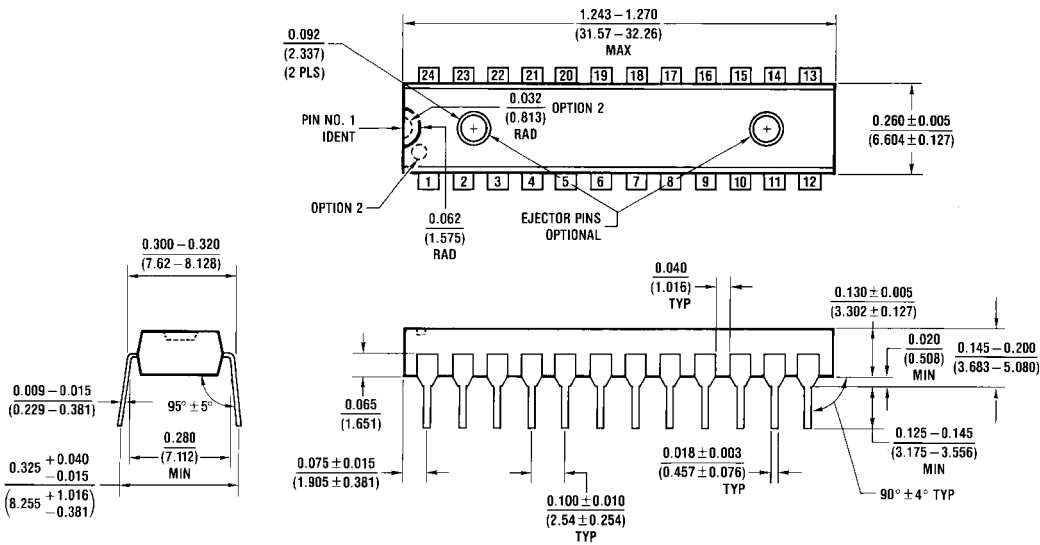 1.243 – 1.270
(31.57 – 32.26)
MAX
0.092
(2.337)
(2 PLS)
24 23 22 21 20 19 18 17 16 15 14 13
0.032
(0.813)
RAD
OPTION 2
PIN NO. 1
IDENT
0.260 ± 0.005
(6.604 ± 0.127)
1 2 3 4 5 6 7 8 9 10 11 12
OPTION 2
0.062
(1.575)
RAD
EJECTOR PINS
OPTIONAL
0.300 – 0.320
(7.62 – 8.128)
0.040
(1.016)
TYP
0.130 ± 0.005
(3.302 ± 0.127)
0.020
(0.508)
MIN
0.145 – 0.200
(3.683 – 5.080)
0.009 – 0.015
(0.229 – 0.381)
95° ± 5°
0.065
(1.651)
0.280
(7.112)
MIN
0.325 +0.040
−0.015
(8.255 +1.016
−0.381)
0.075 ± 0.015
(1.905 ± 0.381)
0.100 ± 0.010
(2.54 ± 0.254)
TYP
0.018 ± 0.003
(0.457 ± 0.076)
TYP
0.125 – 0.145
(3.175 – 3.556)
MIN
90° ± 4° TYP